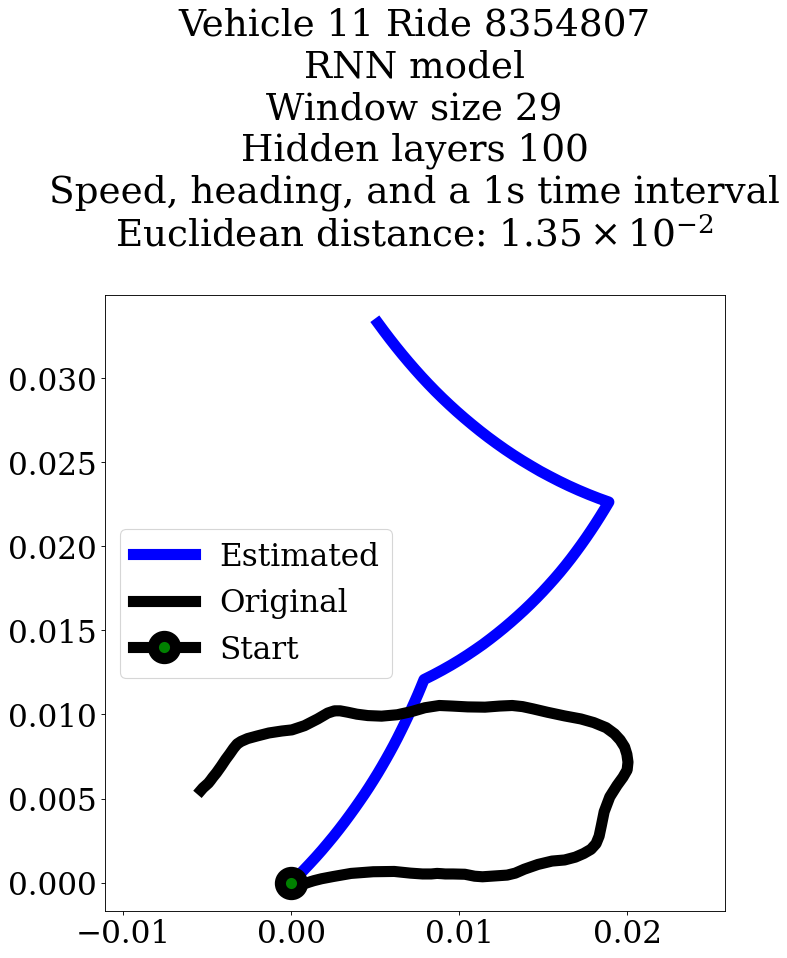 Vehicle 11 Ride 8354807
RNN model
Window size 29
Hidden layers 100
Speed, heading, and a 1s time interval
Euclidean distance: 1.35 × 10⁻²
0.030
0.025
0.020
0.015
0.010
0.005
0.000
Estimated
Original
Start
−0.01
0.00
0.01
0.02